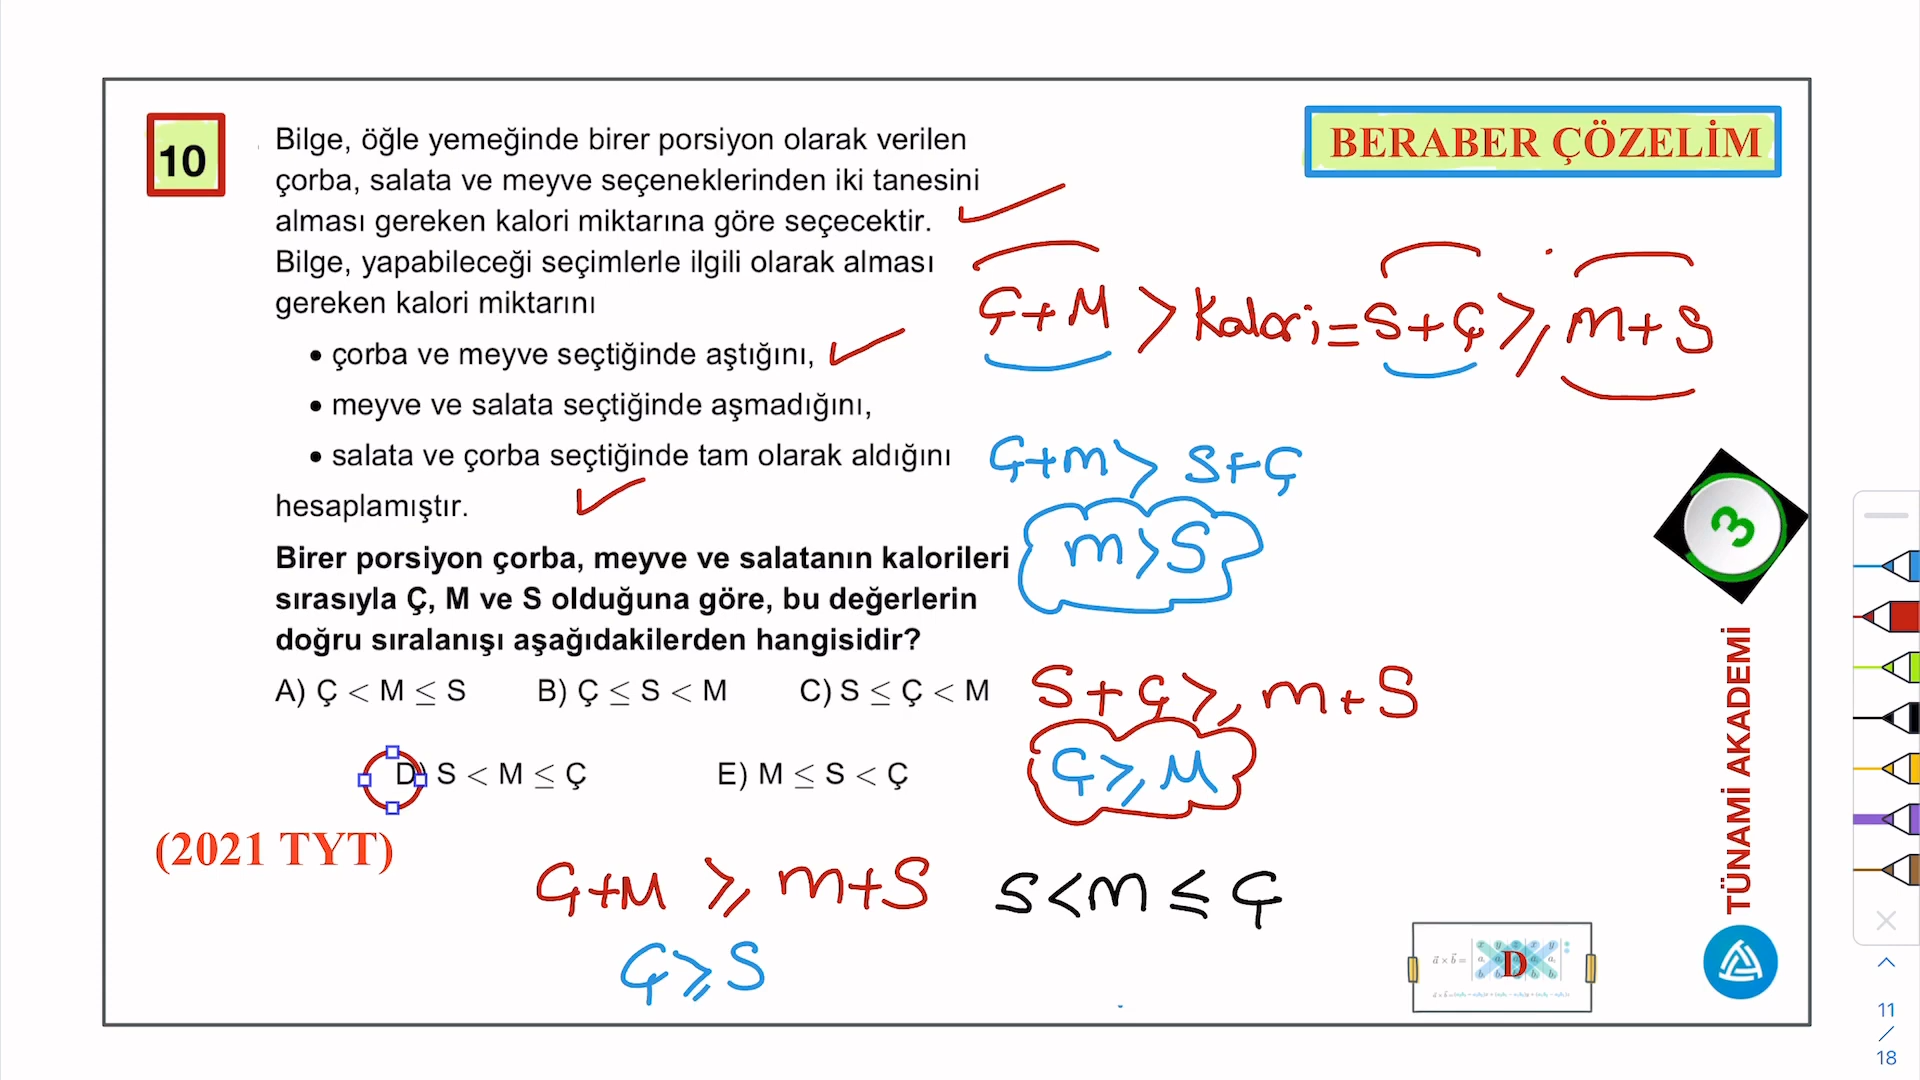 10
BERABER ÇÖZELİM
Bilge, öğle yemeğinde birer porsiyon olarak verilen
çorba, salata ve meyve seçeneklerinden iki tanesini
alması gereken kalori miktarına göre seçecektir.
Bilge, yapabileceği seçimlerle ilgili olarak alması
gereken kalori miktarını
• çorba ve meyve seçtiğinde aştığını,
• meyve ve salata seçtiğinde aşmadığını,
• salata ve çorba seçtiğinde tam olarak aldığını
hesaplamıştır.
Birer porsiyon çorba, meyve ve salatanın kalorileri
sırasıyla Ç, M ve S olduğuna göre, bu değerlerin
doğru sıralanışı aşağıdakilerden hangisidir?
A) Ç < M ≤ S B) Ç ≤ S < M C) S ≤ Ç < M
D) S < M ≤ Ç E) M ≤ S < Ç
(2021 TYT)
Ç+M > Kalori = S+Ç ≥ m+S
Ç+m > S+Ç
m > S
S+Ç ≥ m+S
Ç ≥ M
Ç+M ≥ m+S
Ç ≥ S
S < m ≤ Ç
3
TÜNAMİ AKADEMİ
D
11
/
18